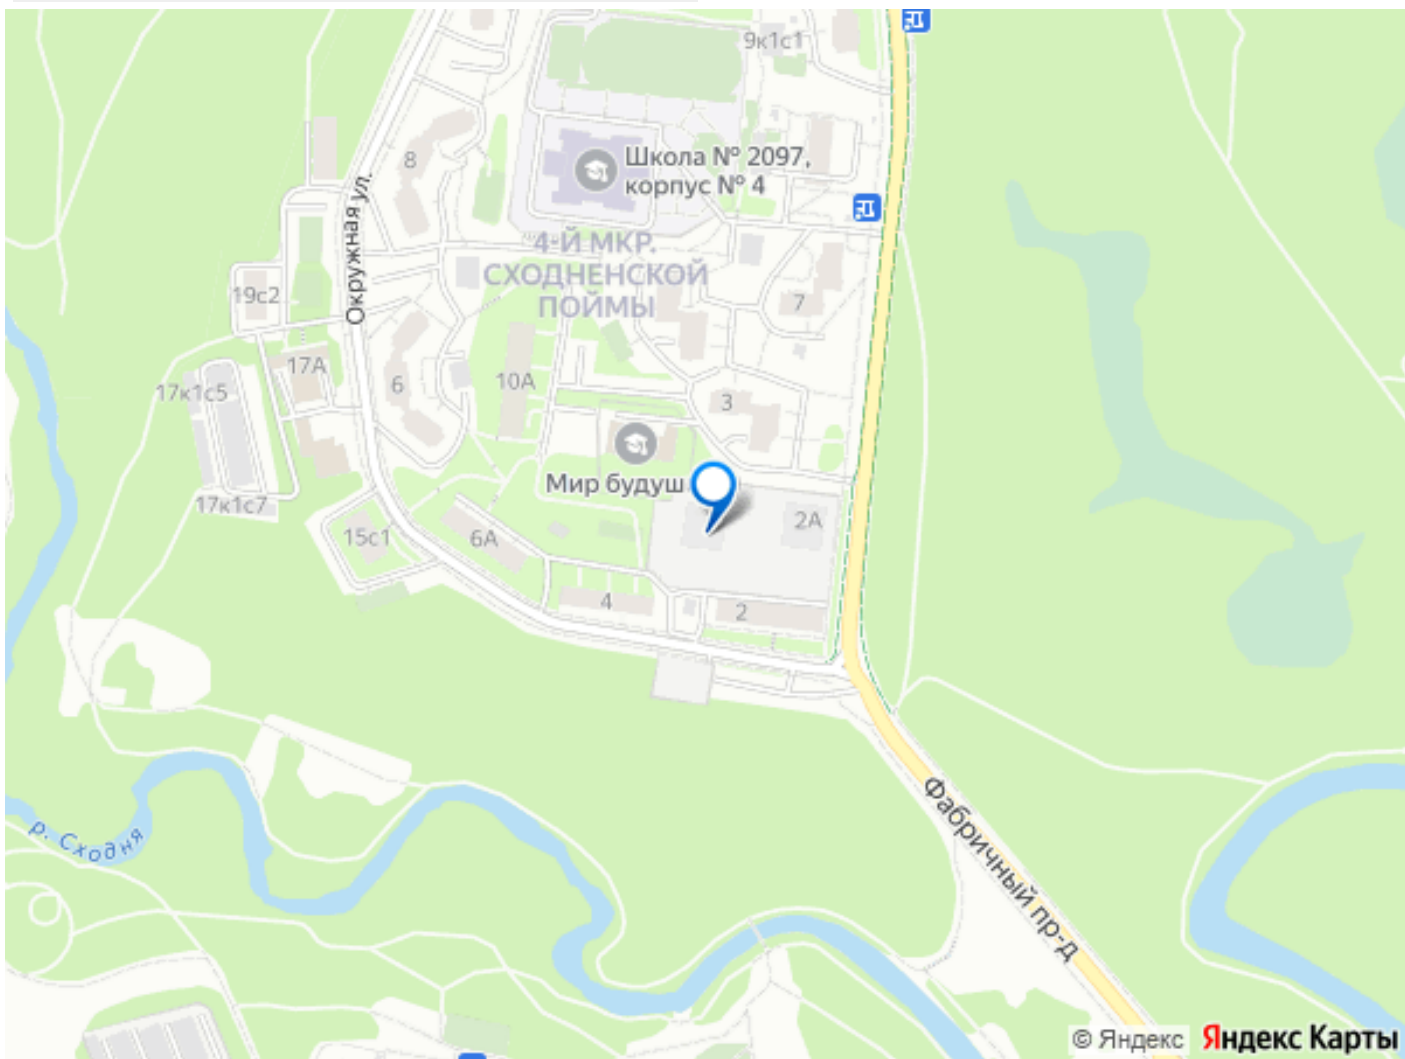 9к1с1
8
Школа № 2097,
корпус № 4
Окружная ул.
4-Й МКР.
СХОДНЕНСКОЙ
ПОЙМЫ
19с2
7
17А
17к1с5
6
10А
3
Мир будущ
17к1с7
15с1
6А
2А
4
2
р. Сходня
Фабричный пр-д
© Яндекс Яндекс Карты